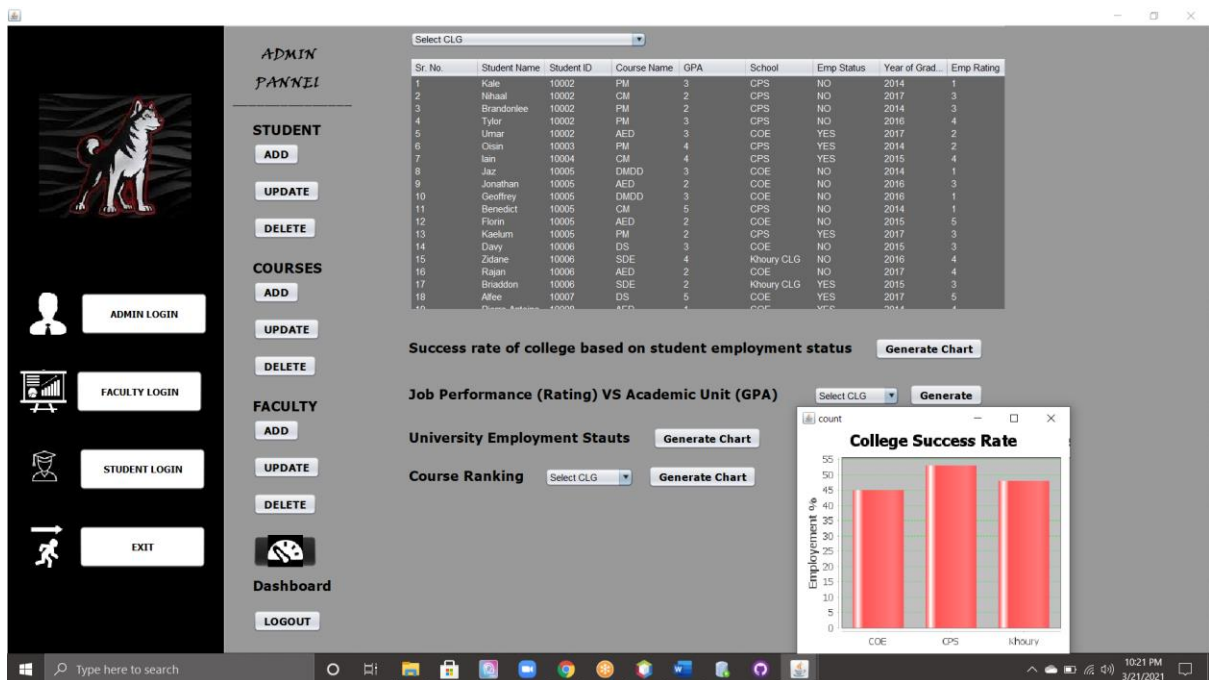 ADMIN
PANNEL
STUDENT
ADD
UPDATE
DELETE
COURSES
ADD
UPDATE
DELETE
FACULTY
ADD
UPDATE
DELETE
Dashboard
LOGOUT
ADMIN LOGIN
FACULTY LOGIN
STUDENT LOGIN
EXIT
Select CLG
Sr. No. Student Name Student ID Course Name GPA School Emp Status Year of Grad... Emp Rating
1 Kale 10002 PM 3 CPS NO 2014 1
2 Nihaal 10002 CM 2 CPS NO 2017 3
3 Brandonlee 10002 PM 2 CPS NO 2014 3
4 Tylor 10002 PM 3 CPS NO 2016 4
5 Umar 10002 AED 3 COE YES 2017 2
6 Oisin 10003 PM 4 CPS YES 2014 2
7 Iain 10004 CM 4 CPS YES 2015 4
8 Jaz 10005 DMDD 3 COE NO 2014 1
9 Jonathan 10005 AED 2 COE NO 2016 3
10 Geoffrey 10005 DMDD 3 COE NO 2016 1
11 Benedict 10005 CM 5 CPS NO 2014 1
12 Florin 10005 AED 2 COE NO 2015 5
13 Kaelum 10005 PM 2 CPS YES 2017 3
14 Davy 10006 DS 3 COE NO 2015 3
15 Zidane 10006 SDE 4 Khoury CLG NO 2016 4
16 Rajan 10006 AED 2 COE NO 2017 4
17 Briaddon 10006 SDE 2 Khoury CLG YES 2015 3
18 Alfee 10007 DS 5 COE YES 2017 5
Success rate of college based on student employment status Generate Chart
Job Performance (Rating) VS Academic Unit (GPA) Select CLG Generate
University Employment Stauts Generate Chart
Course Ranking Select CLG Generate Chart
count
College Success Rate
Employement %
55
50
45
40
35
30
25
20
15
10
5
0
COE CPS Khoury
Type here to search
10:21 PM
3/21/2021